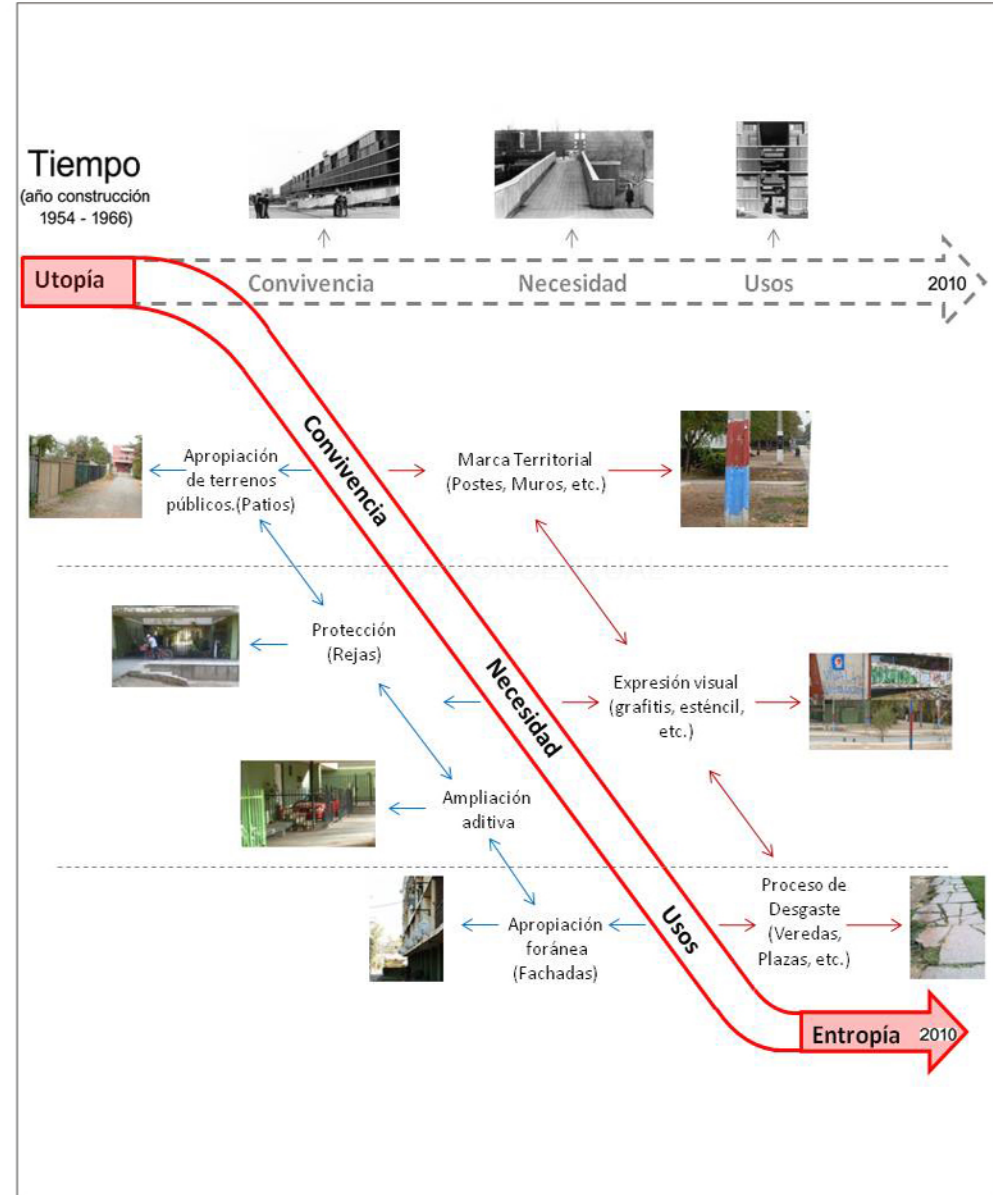 Tiempo
(año construcción
1954 - 1966)
Utopía
Convivencia
Necesidad
Usos
2010
Convivencia
Apropiación
de terrenos
públicos.(Patios)
Marca Territorial
(Postes, Muros, etc.)
Protección
(Rejas)
Necesidad
Expresión visual
(grafitis, esténcil,
etc.)
Ampliación
aditiva
Usos
Apropiación
foránea
(Fachadas)
Proceso de
Desgaste
(Veredas,
Plazas, etc.)
Entropía 2010